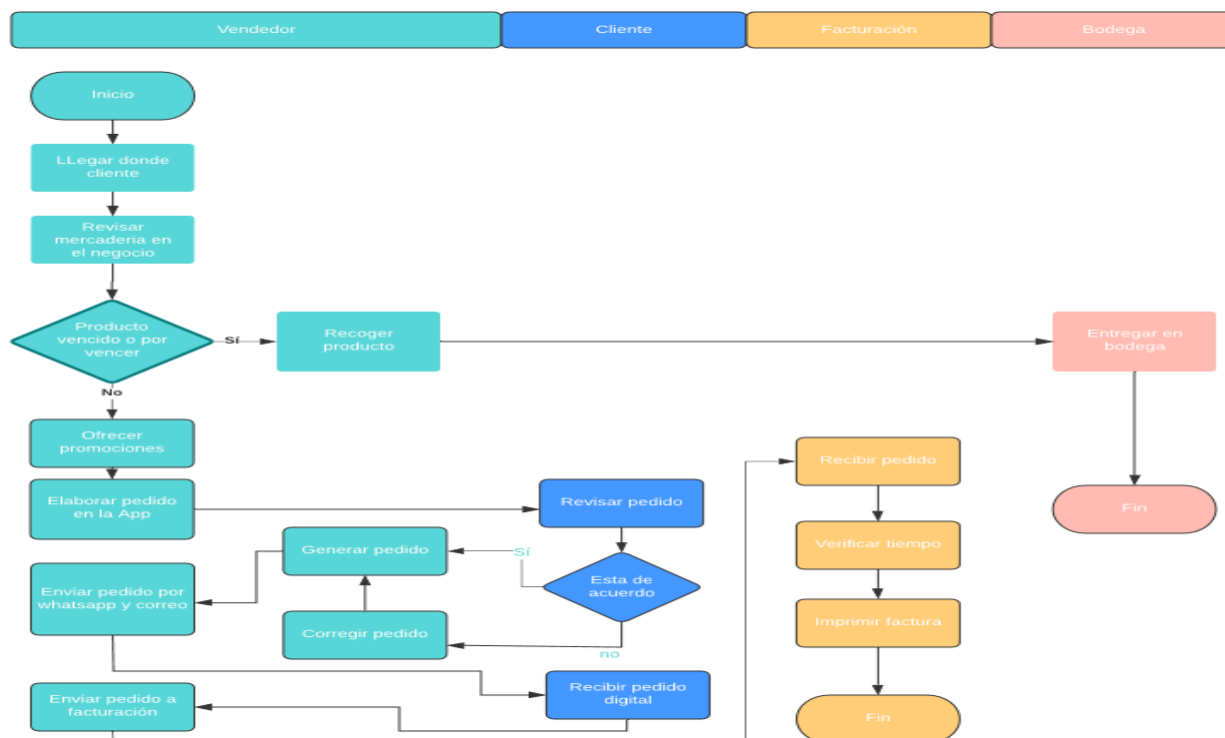 Vendedor
Cliente
Facturación
Bodega
Inicio
LLegar donde
cliente
Revisar
mercaderia en
el negocio
Producto
vencido o por
vencer
Sí
Recoger
producto
Entregar en
bodega
No
Ofrecer
promociones
Recibir pedido
Elaborar pedido
en la App
Revisar pedido
Fin
Generar pedido
Sí
Verificar tiempo
Enviar pedido por
whatsapp y correo
Esta de
acuerdo
Corregir pedido
no
Imprimir factura
Recibir pedido
digital
Enviar pedido a
facturación
Fin